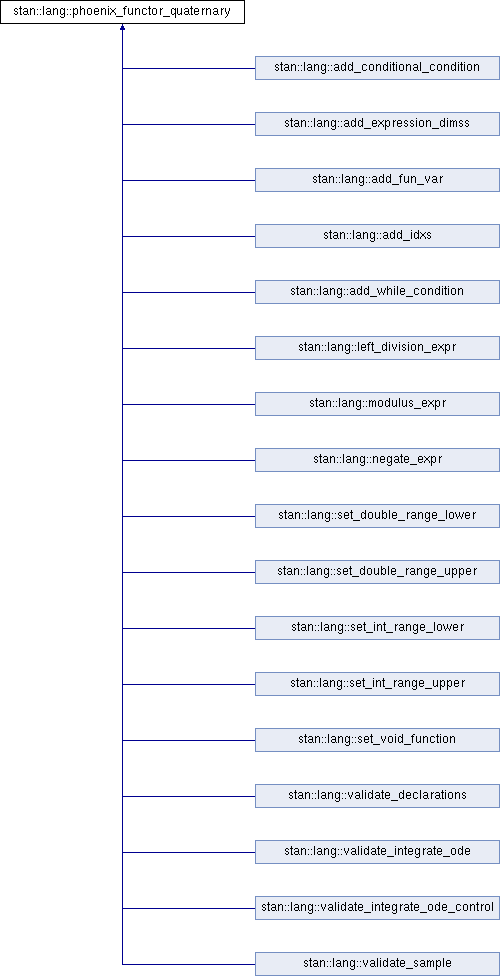 stan::lang::phoenix_functor_quaternary
stan::lang::add_conditional_condition
stan::lang::add_expression_dimss
stan::lang::add_fun_var
stan::lang::add_idxs
stan::lang::add_while_condition
stan::lang::left_division_expr
stan::lang::modulus_expr
stan::lang::negate_expr
stan::lang::set_double_range_lower
stan::lang::set_double_range_upper
stan::lang::set_int_range_lower
stan::lang::set_int_range_upper
stan::lang::set_void_function
stan::lang::validate_declarations
stan::lang::validate_integrate_ode
stan::lang::validate_integrate_ode_control
stan::lang::validate_sample